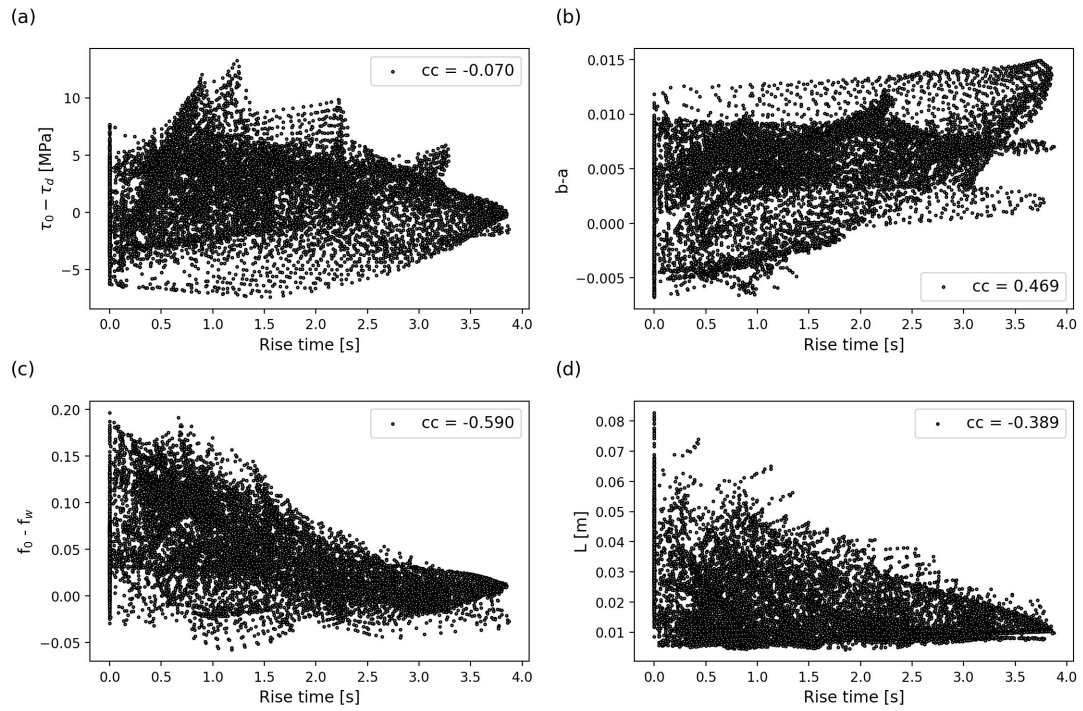 (a)
cc = -0.070
τ₀ − τ_d [MPa]
10
5
0
−5
0.0 0.5 1.0 1.5 2.0 2.5 3.0 3.5 4.0
Rise time [s]
(b)
cc = 0.469
b-a
0.015
0.010
0.005
0.000
−0.005
0.0 0.5 1.0 1.5 2.0 2.5 3.0 3.5 4.0
Rise time [s]
(c)
cc = -0.590
f₀ - f_w
0.20
0.15
0.10
0.05
0.00
−0.05
0.0 0.5 1.0 1.5 2.0 2.5 3.0 3.5 4.0
Rise time [s]
(d)
cc = -0.389
L [m]
0.08
0.07
0.06
0.05
0.04
0.03
0.02
0.01
0.0 0.5 1.0 1.5 2.0 2.5 3.0 3.5 4.0
Rise time [s]